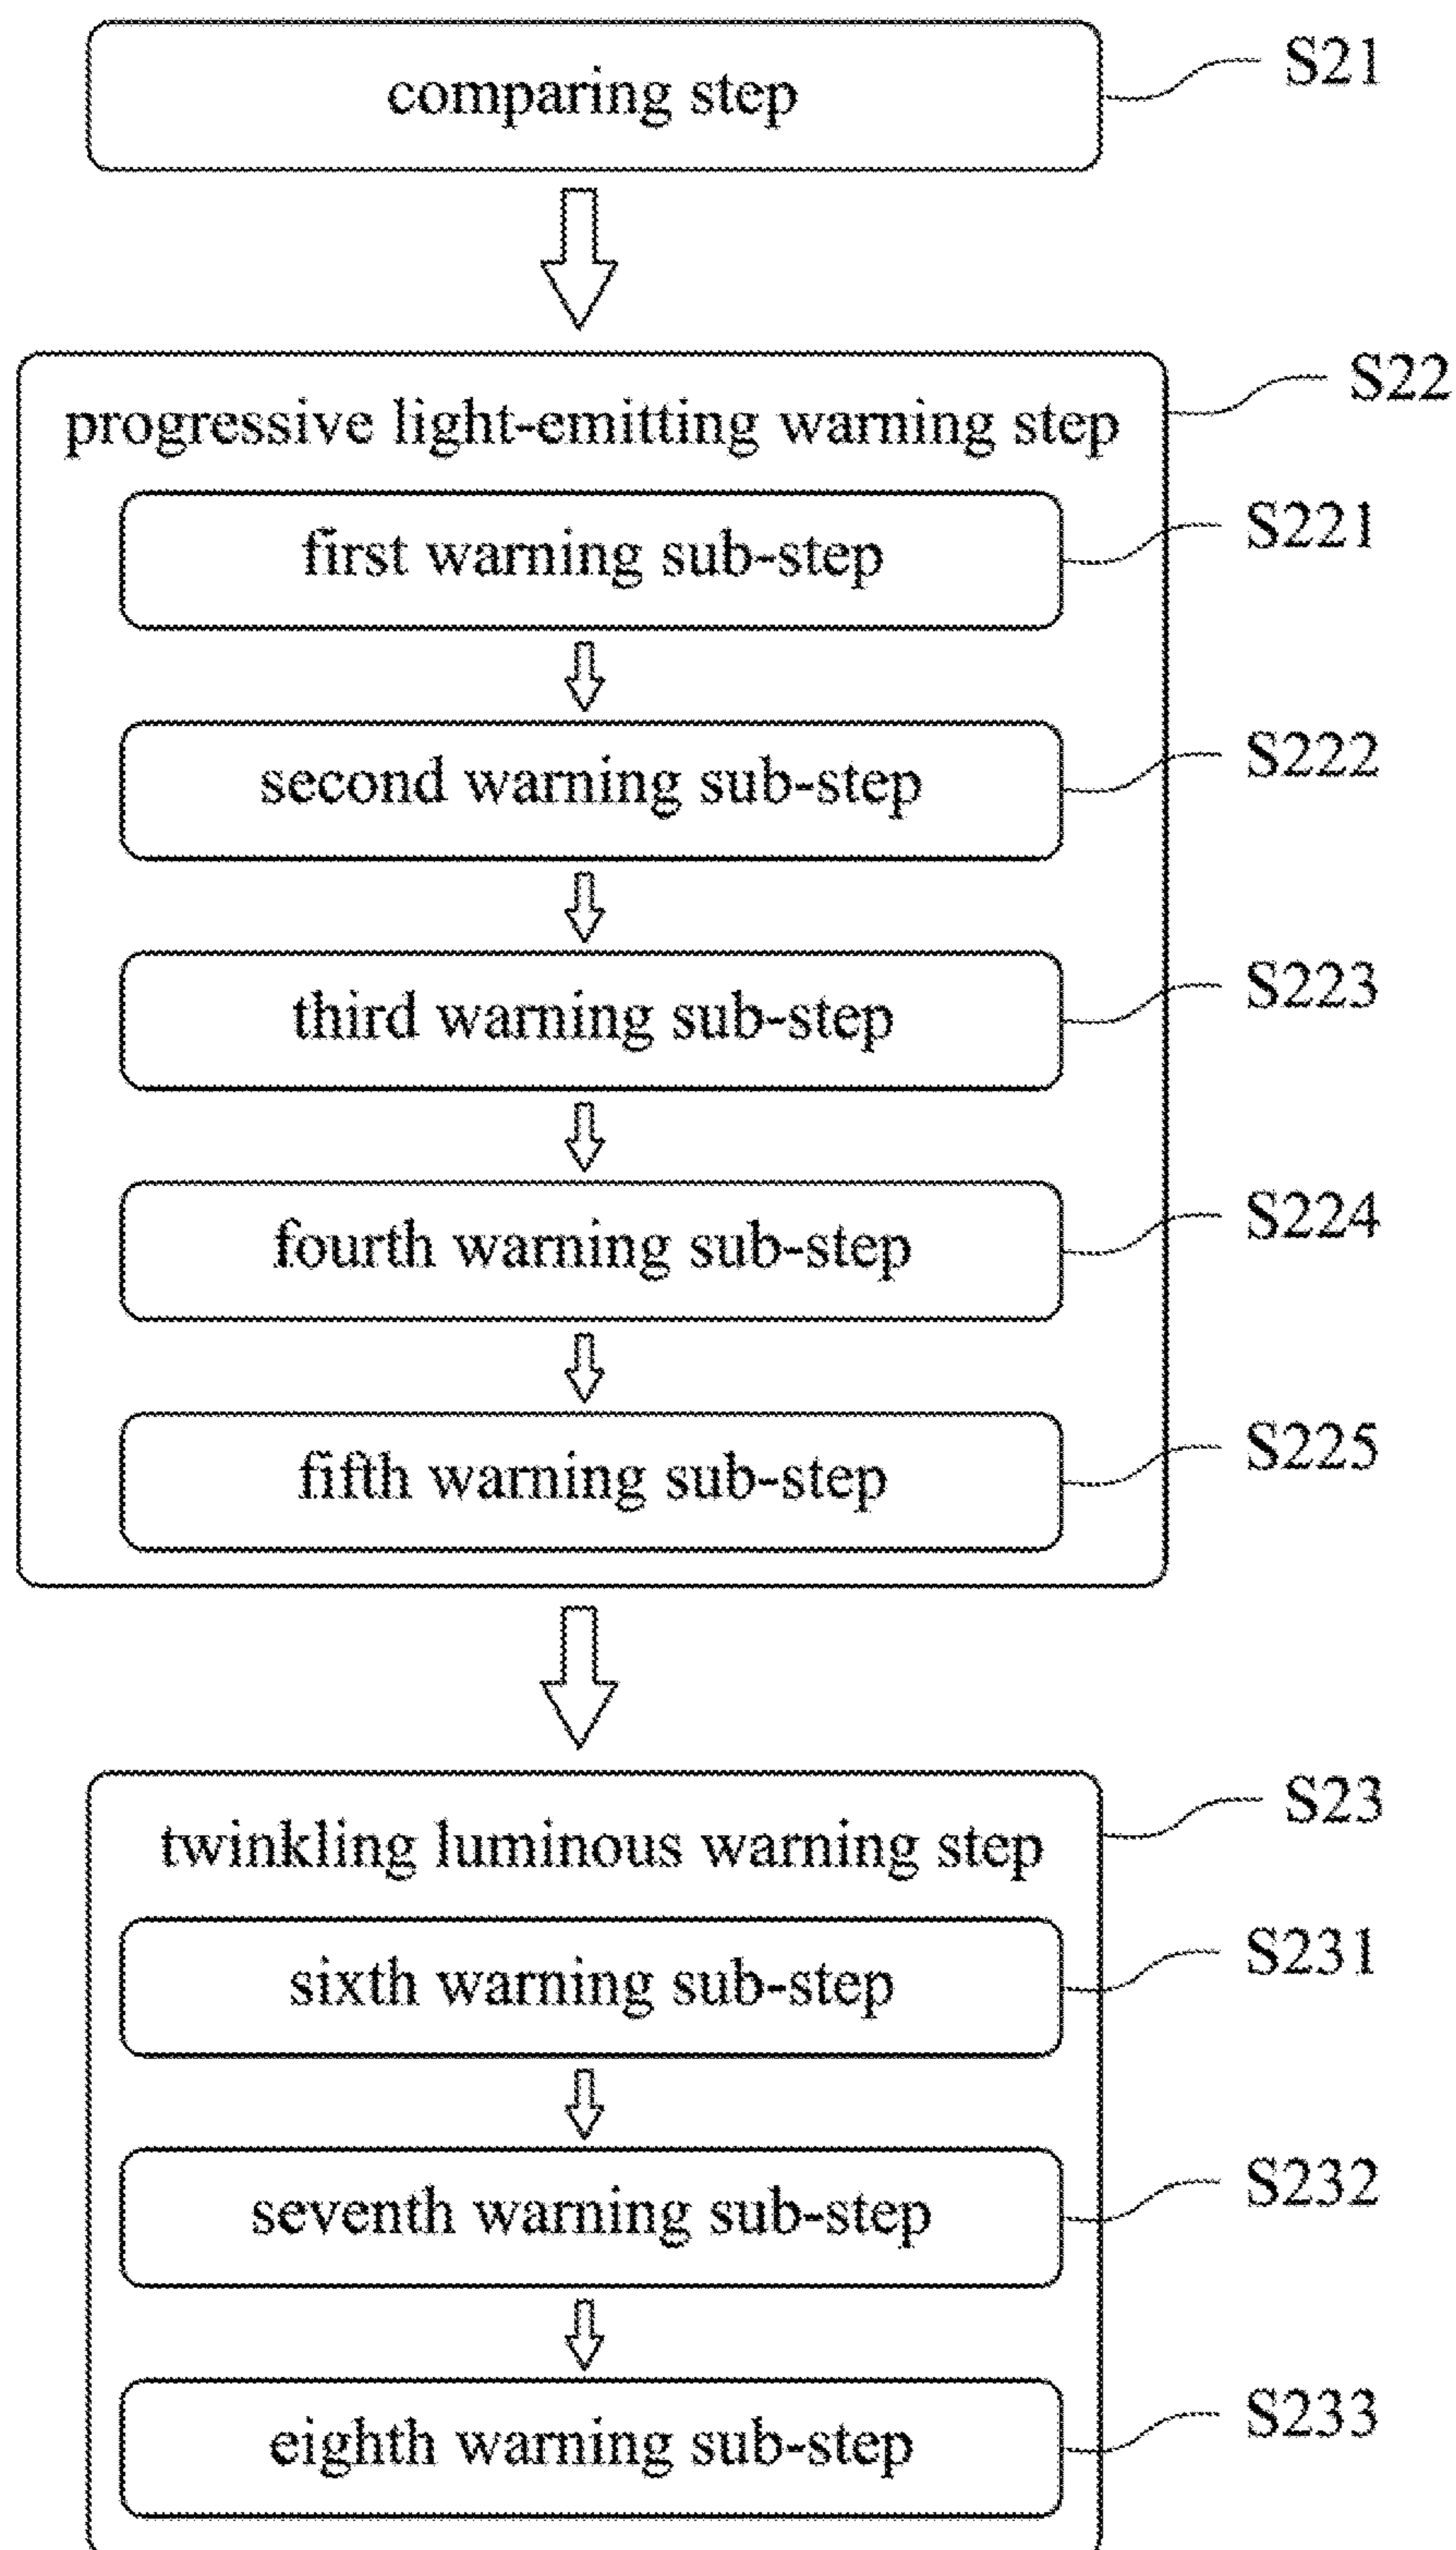 comparing step
S21
progressive light-emitting warning step
S22
first warning sub-step
S221
second warning sub-step
S222
third warning sub-step
S223
fourth warning sub-step
S224
fifth warning sub-step
S225
twinkling luminous warning step
S23
sixth warning sub-step
S231
seventh warning sub-step
S232
eighth warning sub-step
S233